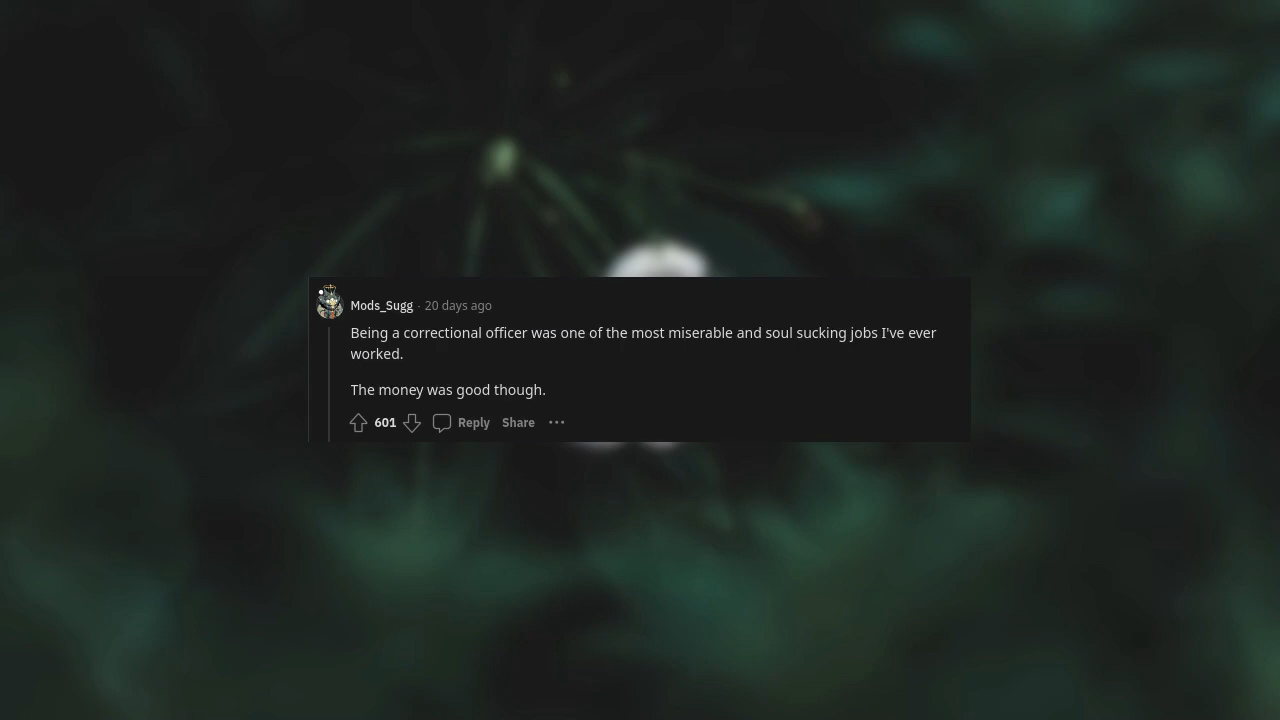 Mods_Sugg · 20 days ago
Being a correctional officer was one of the most miserable and soul sucking jobs I've ever
worked.
The money was good though.
601 Reply Share ···